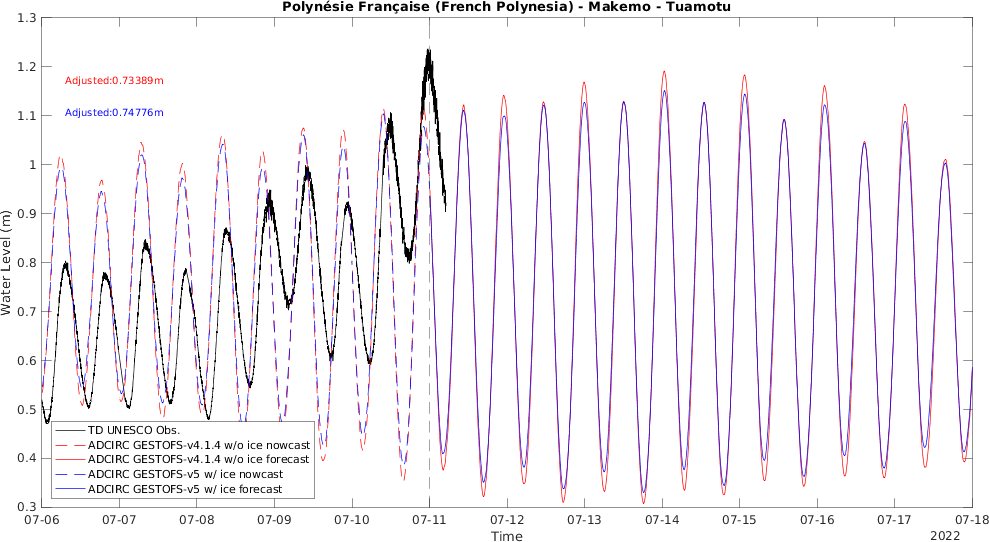 Polynésie Française (French Polynesia) - Makemo - Tuamotu
1.3
1.2
1.1
1
0.9
0.8
0.7
0.6
0.5
0.4
0.3
Water Level (m)
Adjusted:0.73389m
Adjusted:0.74776m
TD UNESCO Obs.
ADCIRC GESTOFS-v4.1.4 w/o ice nowcast
ADCIRC GESTOFS-v4.1.4 w/o ice forecast
ADCIRC GESTOFS-v5 w/ ice nowcast
ADCIRC GESTOFS-v5 w/ ice forecast
07-06 07-07 07-08 07-09 07-10 07-11 07-12 07-13 07-14 07-15 07-16 07-17 07-18
Time
2022